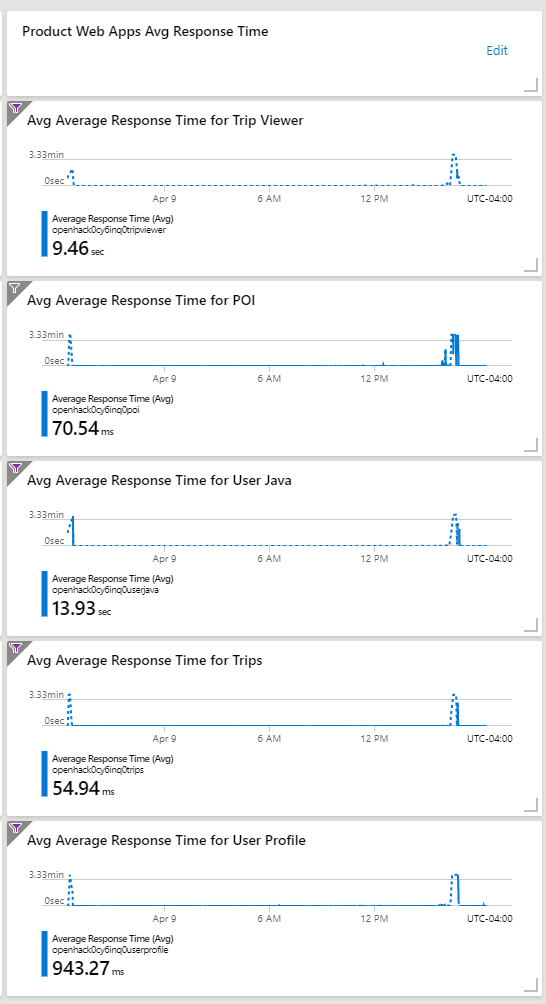 Product Web Apps Avg Response Time
Edit
Avg Average Response Time for Trip Viewer
3.33min
0sec
Apr 9 6 AM 12 PM UTC-04:00
Average Response Time (Avg)
openhack0cy6inq0tripviewer
9.46 sec
Avg Average Response Time for POI
3.33min
0sec
Apr 9 6 AM 12 PM UTC-04:00
Average Response Time (Avg)
openhack0cy6inq0poi
70.54 ms
Avg Average Response Time for User Java
3.33min
0sec
Apr 9 6 AM 12 PM UTC-04:00
Average Response Time (Avg)
openhack0cy6inq0userjava
13.93 sec
Avg Average Response Time for Trips
3.33min
0sec
Apr 9 6 AM 12 PM UTC-04:00
Average Response Time (Avg)
openhack0cy6inq0trips
54.94 ms
Avg Average Response Time for User Profile
3.33min
0sec
Apr 9 6 AM 12 PM UTC-04:00
Average Response Time (Avg)
openhack0cy6inq0userprofile
943.27 ms